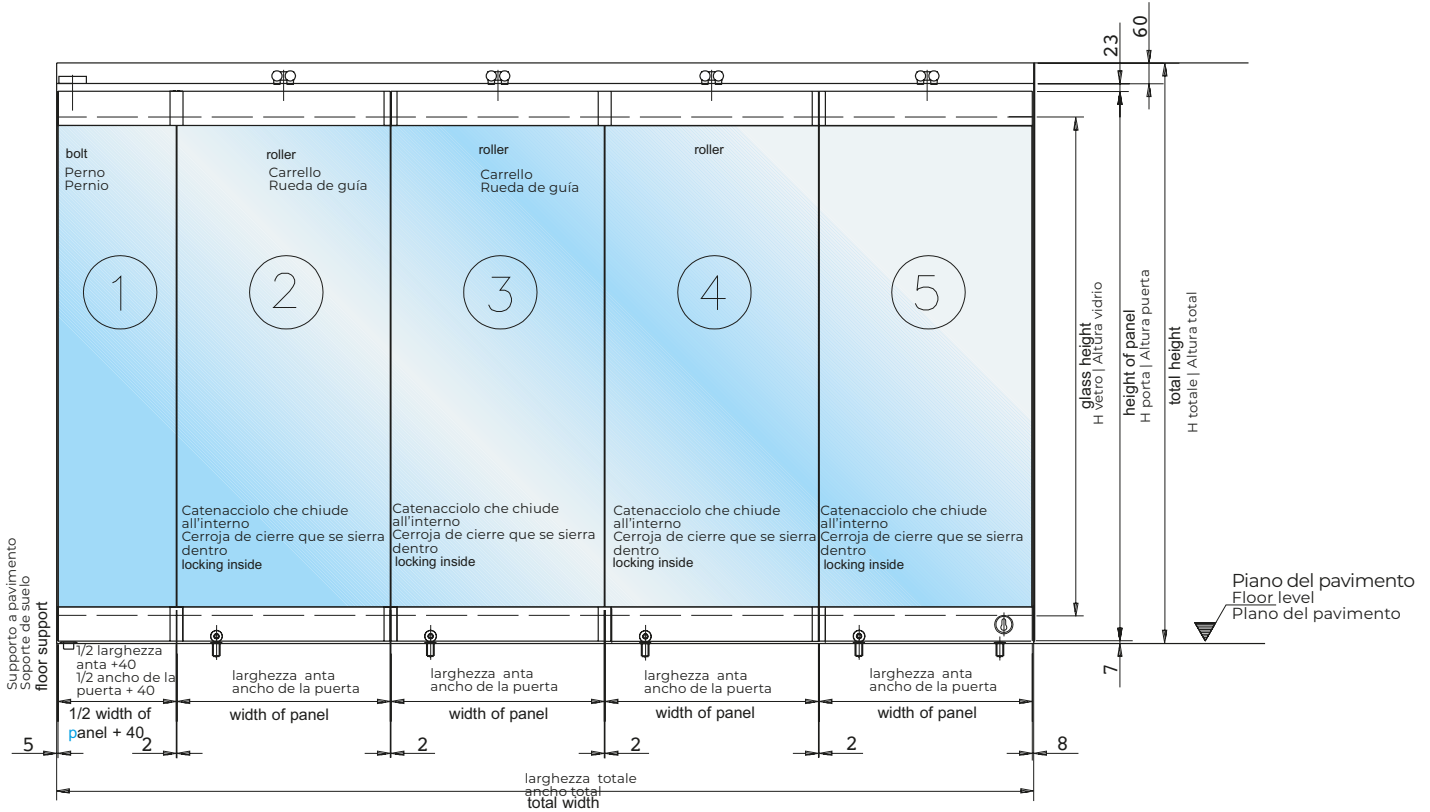 60
23
bolt
Perno
Pernio
roller
Carrello
Rueda de guía
roller
Carrello
Rueda de guía
roller
1
2
3
4
5
glass height
H vetro | Altura vidrio
height of panel
H porta | Altura puerta
total height
H totale | Altura total
Catenacciolo che chiude
all'interno
Cerroja de cierre que se sierra
dentro
locking inside
Catenacciolo che chiude
all'interno
Cerroja de cierre que se sierra
dentro
locking inside
Catenacciolo che chiude
all'interno
Cerroja de cierre que se sierra
dentro
locking inside
Catenacciolo che chiude
all'interno
Cerroja de cierre que se sierra
dentro
locking inside
Supporto a pavimento
Soporte de suelo
floor support
Piano del pavimento
Floor level
Plano del pavimento
1/2 larghezza
anta +40
1/2 ancho de la
puerta + 40
1/2 width of
panel + 40
larghezza anta
ancho de la puerta
width of panel
larghezza anta
ancho de la puerta
width of panel
larghezza anta
ancho de la puerta
width of panel
larghezza anta
ancho de la puerta
width of panel
7
5
2
2
2
2
8
larghezza totale
ancho total
total width